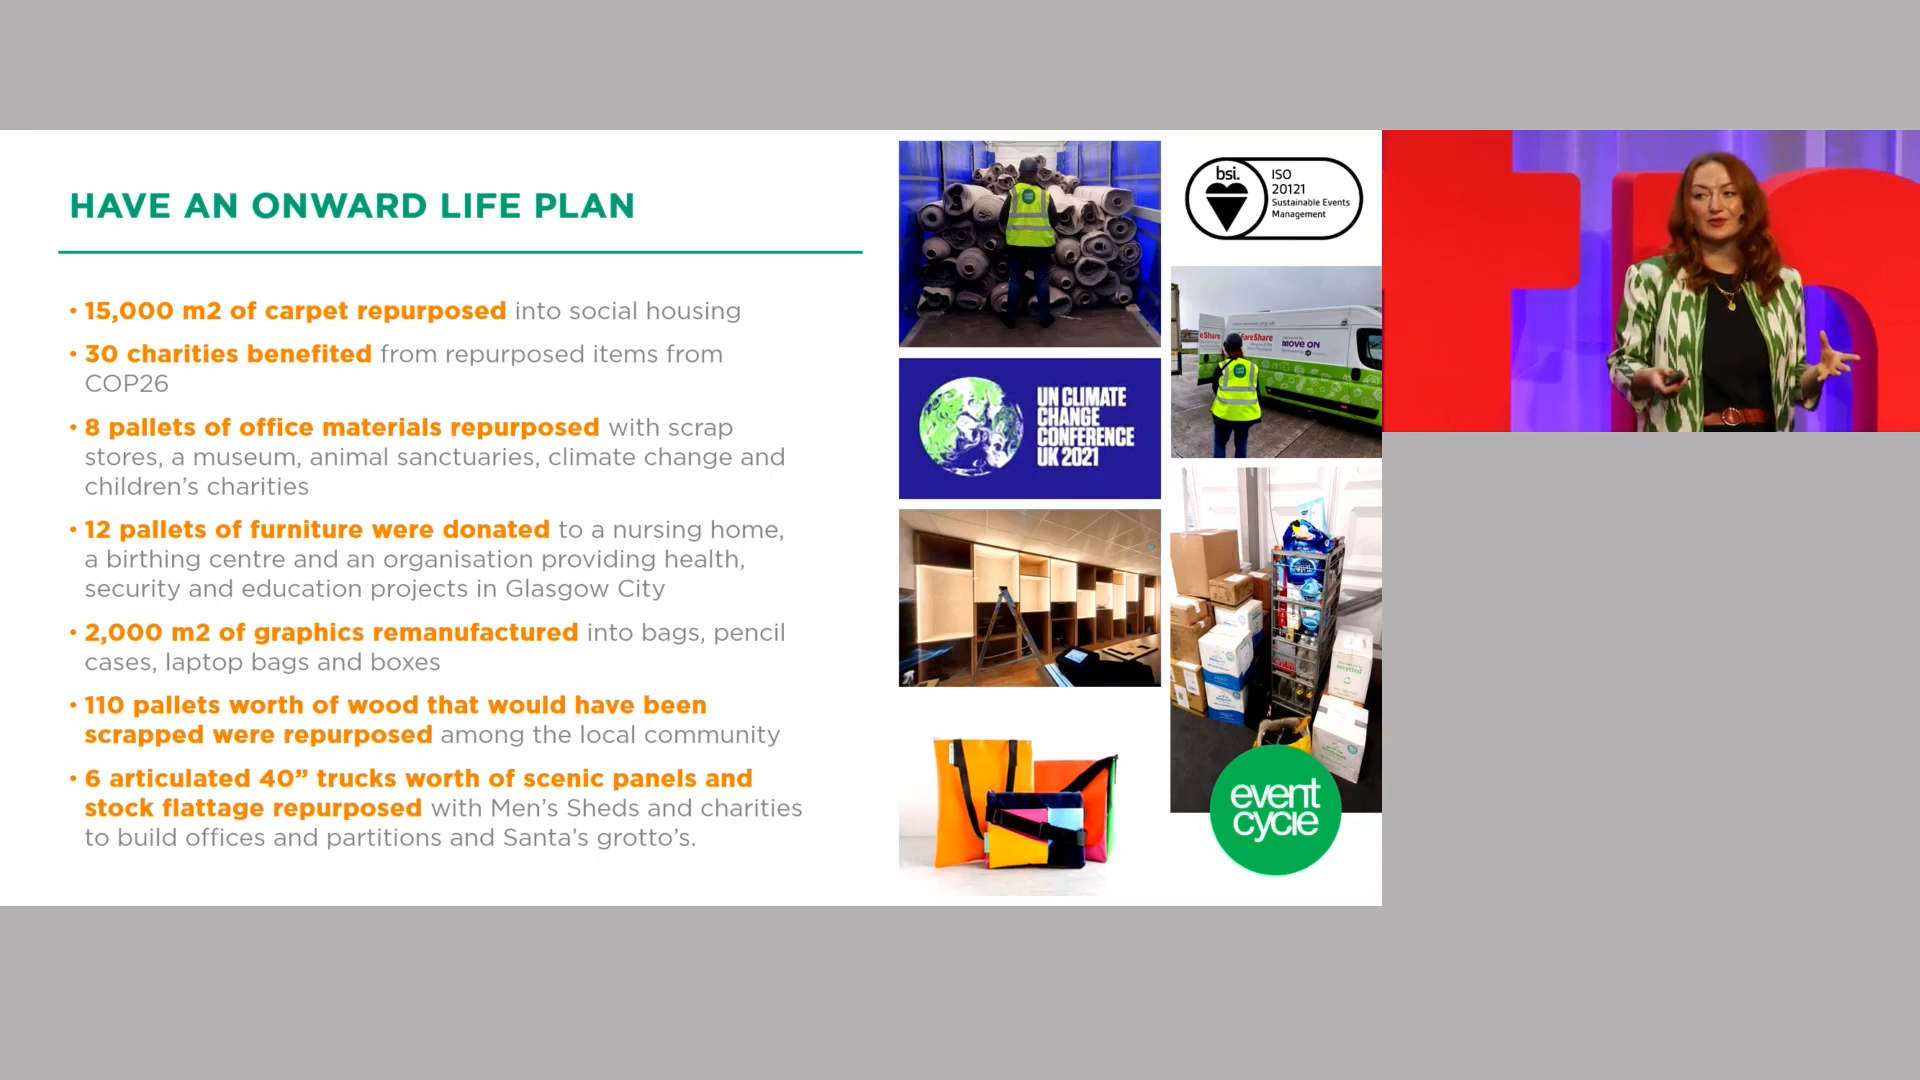 HAVE AN ONWARD LIFE PLAN
• 15,000 m2 of carpet repurposed into social housing
• 30 charities benefited from repurposed items from
COP26
• 8 pallets of office materials repurposed with scrap
stores, a museum, animal sanctuaries, climate change and
children’s charities
• 12 pallets of furniture were donated to a nursing home,
a birthing centre and an organisation providing health,
security and education projects in Glasgow City
• 2,000 m2 of graphics remanufactured into bags, pencil
cases, laptop bags and boxes
• 110 pallets worth of wood that would have been
scrapped were repurposed among the local community
• 6 articulated 40” trucks worth of scenic panels and
stock flattage repurposed with Men’s Sheds and charities
to build offices and partitions and Santa’s grotto’s.
bsi.
ISO
20121
Sustainable Events
Management
UN CLIMATE
CHANGE
CONFERENCE
UK 2021
eShare
FareShare
MOVE ON
event
cycle